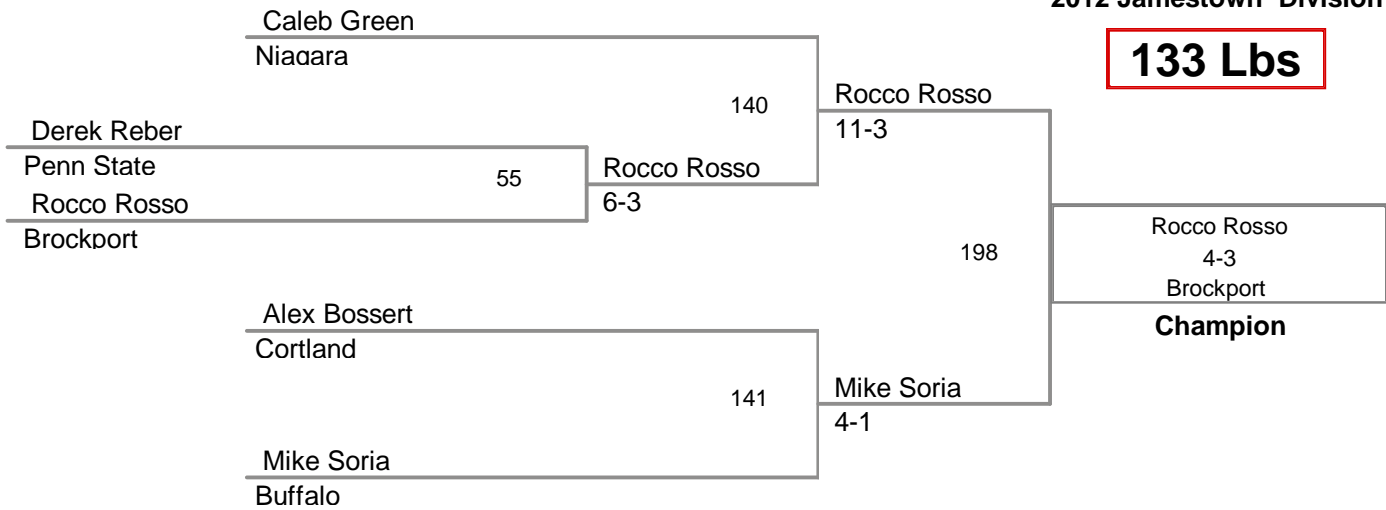 2012 Jamestown Division
133 Lbs
Caleb Green
Niagara
140
Rocco Rosso
11-3
Derek Reber
Penn State
55
Rocco Rosso
6-3
Rocco Rosso
Brockport
198
Rocco Rosso
4-3
Brockport
Champion
Alex Bossert
Cortland
141
Mike Soria
4-1
Mike Soria
Buffalo